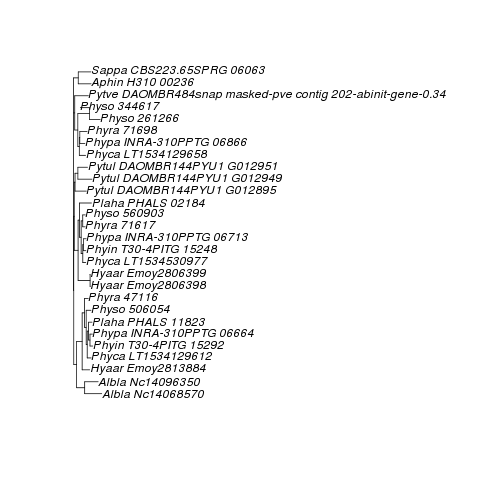 Sappa CBS223.65SPRG 06063
Aphin H310 00236
Pytve DAOMBR484snap masked-pve contig 202-abinit-gene-0.34
Physo 344617
Physo 261266
Phyra 71698
Phypa INRA-310PPTG 06866
Phyca LT1534129658
Pytul DAOMBR144PYU1 G012951
Pytul DAOMBR144PYU1 G012949
Pytul DAOMBR144PYU1 G012895
Plaha PHALS 02184
Physo 560903
Phyra 71617
Phypa INRA-310PPTG 06713
Phyin T30-4PITG 15248
Phyca LT1534530977
Hyaar Emoy2806399
Hyaar Emoy2806398
Phyra 47116
Physo 506054
Plaha PHALS 11823
Phypa INRA-310PPTG 06664
Phyin T30-4PITG 15292
Phyca LT1534129612
Hyaar Emoy2813884
Albla Nc14096350
Albla Nc14068570